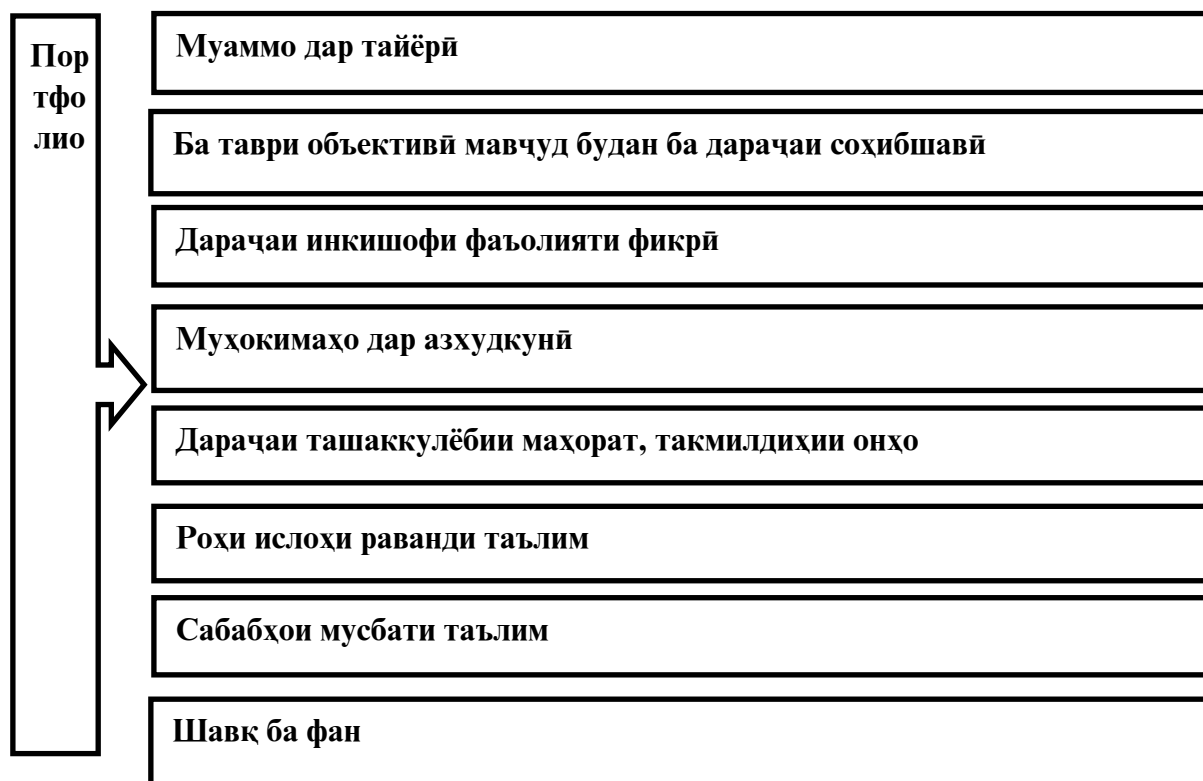 Пор
тфо
лио
Муаммо дар тайёрӣ
Ба таври объективӣ мавҷуд будан ба дараҷаи соҳибшавӣ
Дараҷаи инкишофи фаъолияти фикрӣ
Муҳокимаҳо дар азхудкунӣ
Дараҷаи ташаккулёбии маҳорат, такмилдиҳии онҳо
Роҳи ислоҳи раванди таълим
Сабабҳои мусбати таълим
Шавқ ба фан